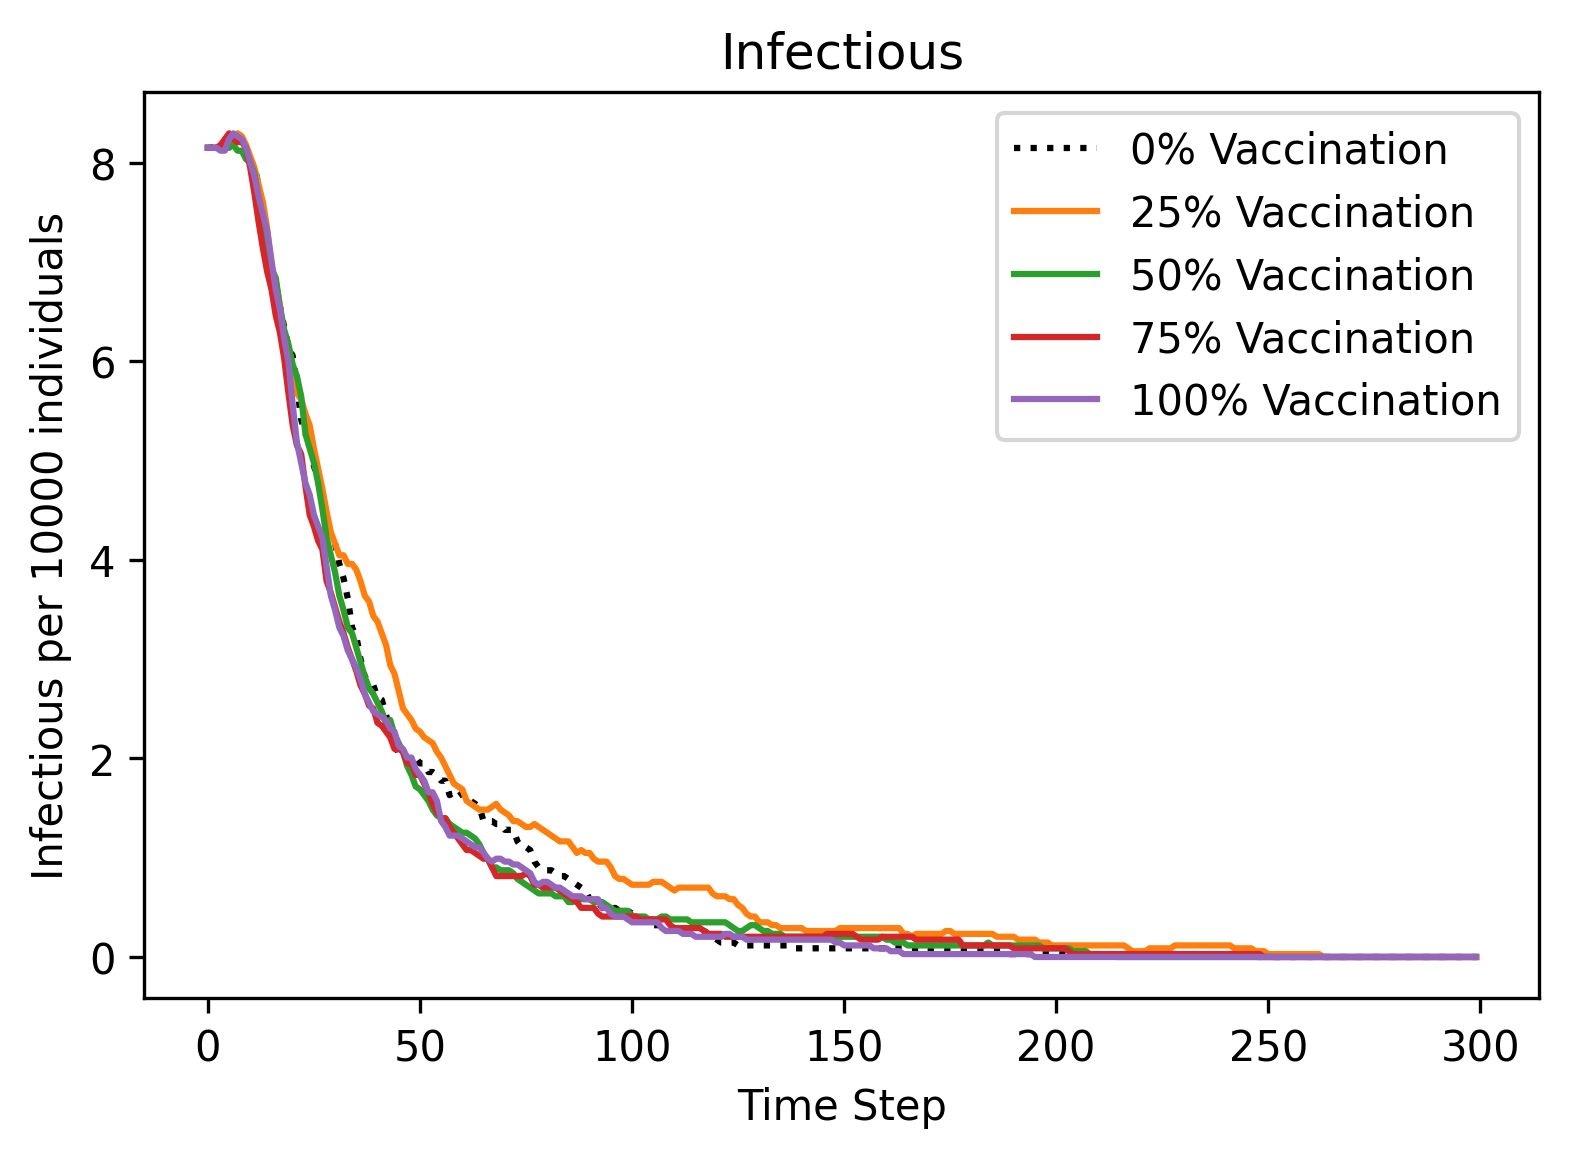 Infectious
Infectious per 10000 individuals
8
6
4
2
0
0% Vaccination
25% Vaccination
50% Vaccination
75% Vaccination
100% Vaccination
0 50 100 150 200 250 300
Time Step